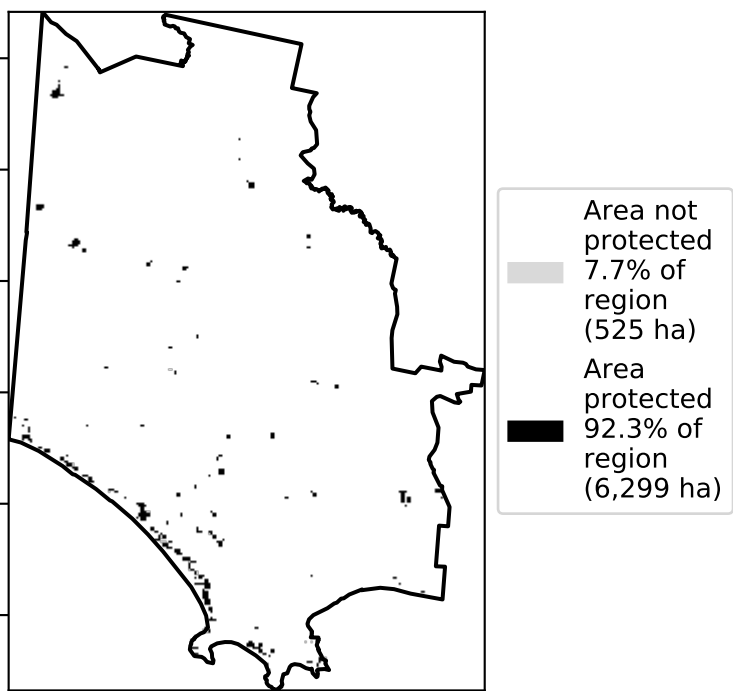 Area not
protected
7.7% of
region
(525 ha)
Area
protected
92.3% of
region
(6,299 ha)